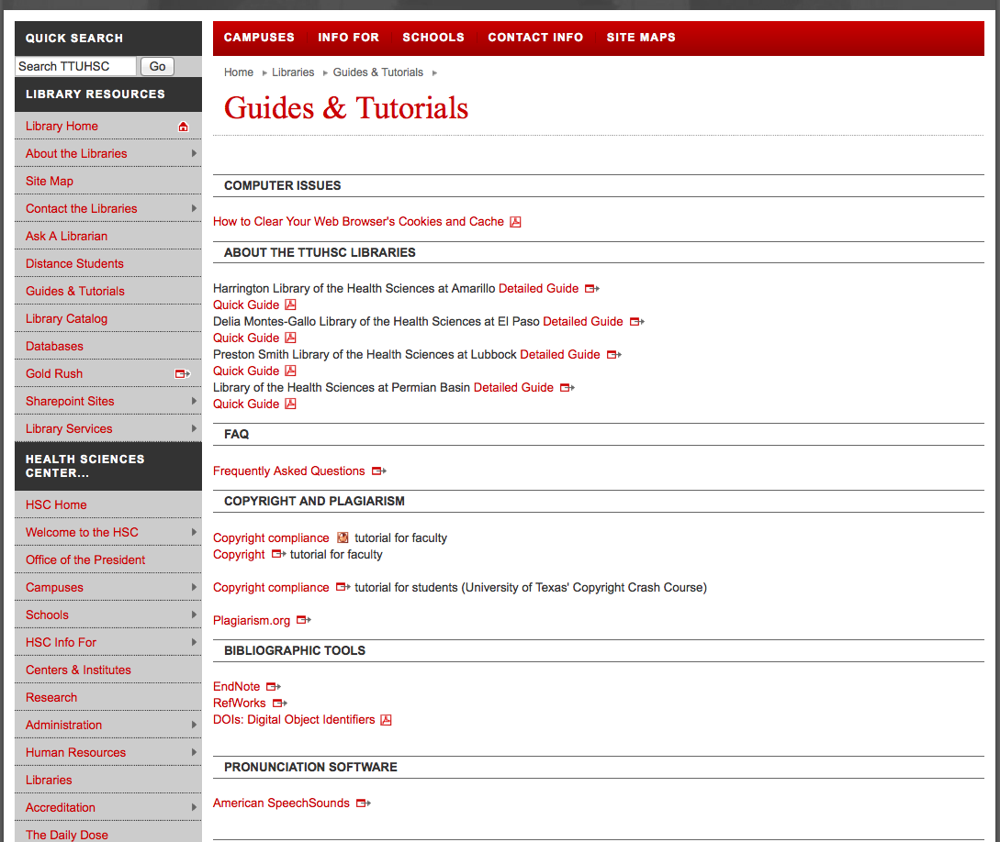 QUICK SEARCH
Search TTUHSC
Go
LIBRARY RESOURCES
Library Home
About the Libraries
Site Map
Contact the Libraries
Ask A Librarian
Distance Students
Guides & Tutorials
Library Catalog
Databases
Gold Rush
Sharepoint Sites
Library Services
HEALTH SCIENCES
CENTER...
HSC Home
Welcome to the HSC
Office of the President
Campuses
Schools
HSC Info For
Centers & Institutes
Research
Administration
Human Resources
Libraries
Accreditation
The Daily Dose
CAMPUSES INFO FOR SCHOOLS CONTACT INFO SITE MAPS
Home Libraries Guides & Tutorials
Guides & Tutorials
COMPUTER ISSUES
How to Clear Your Web Browser's Cookies and Cache
ABOUT THE TTUHSC LIBRARIES
Harrington Library of the Health Sciences at Amarillo Detailed Guide
Quick Guide
Delia Montes-Gallo Library of the Health Sciences at El Paso Detailed Guide
Quick Guide
Preston Smith Library of the Health Sciences at Lubbock Detailed Guide
Quick Guide
Library of the Health Sciences at Permian Basin Detailed Guide
Quick Guide
FAQ
Frequently Asked Questions
COPYRIGHT AND PLAGIARISM
Copyright compliance tutorial for faculty
Copyright tutorial for faculty
Copyright compliance tutorial for students (University of Texas' Copyright Crash Course)
Plagiarism.org
BIBLIOGRAPHIC TOOLS
EndNote
RefWorks
DOIs: Digital Object Identifiers
PRONUNCIATION SOFTWARE
American SpeechSounds